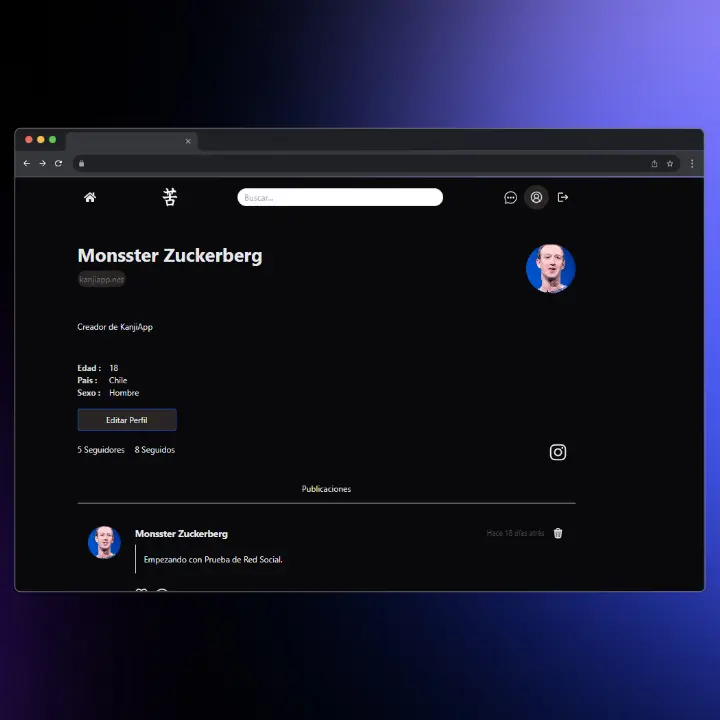 苦
Buscar...
Monsster Zuckerberg
kanjiapp.net
Creador de KanjiApp
Edad : 18
Pais : Chile
Sexo : Hombre
Editar Perfil
5 Seguidores 8 Seguidos
Publicaciones
Monsster Zuckerberg
Hace 18 días atrás
Empezando con Prueba de Red Social.